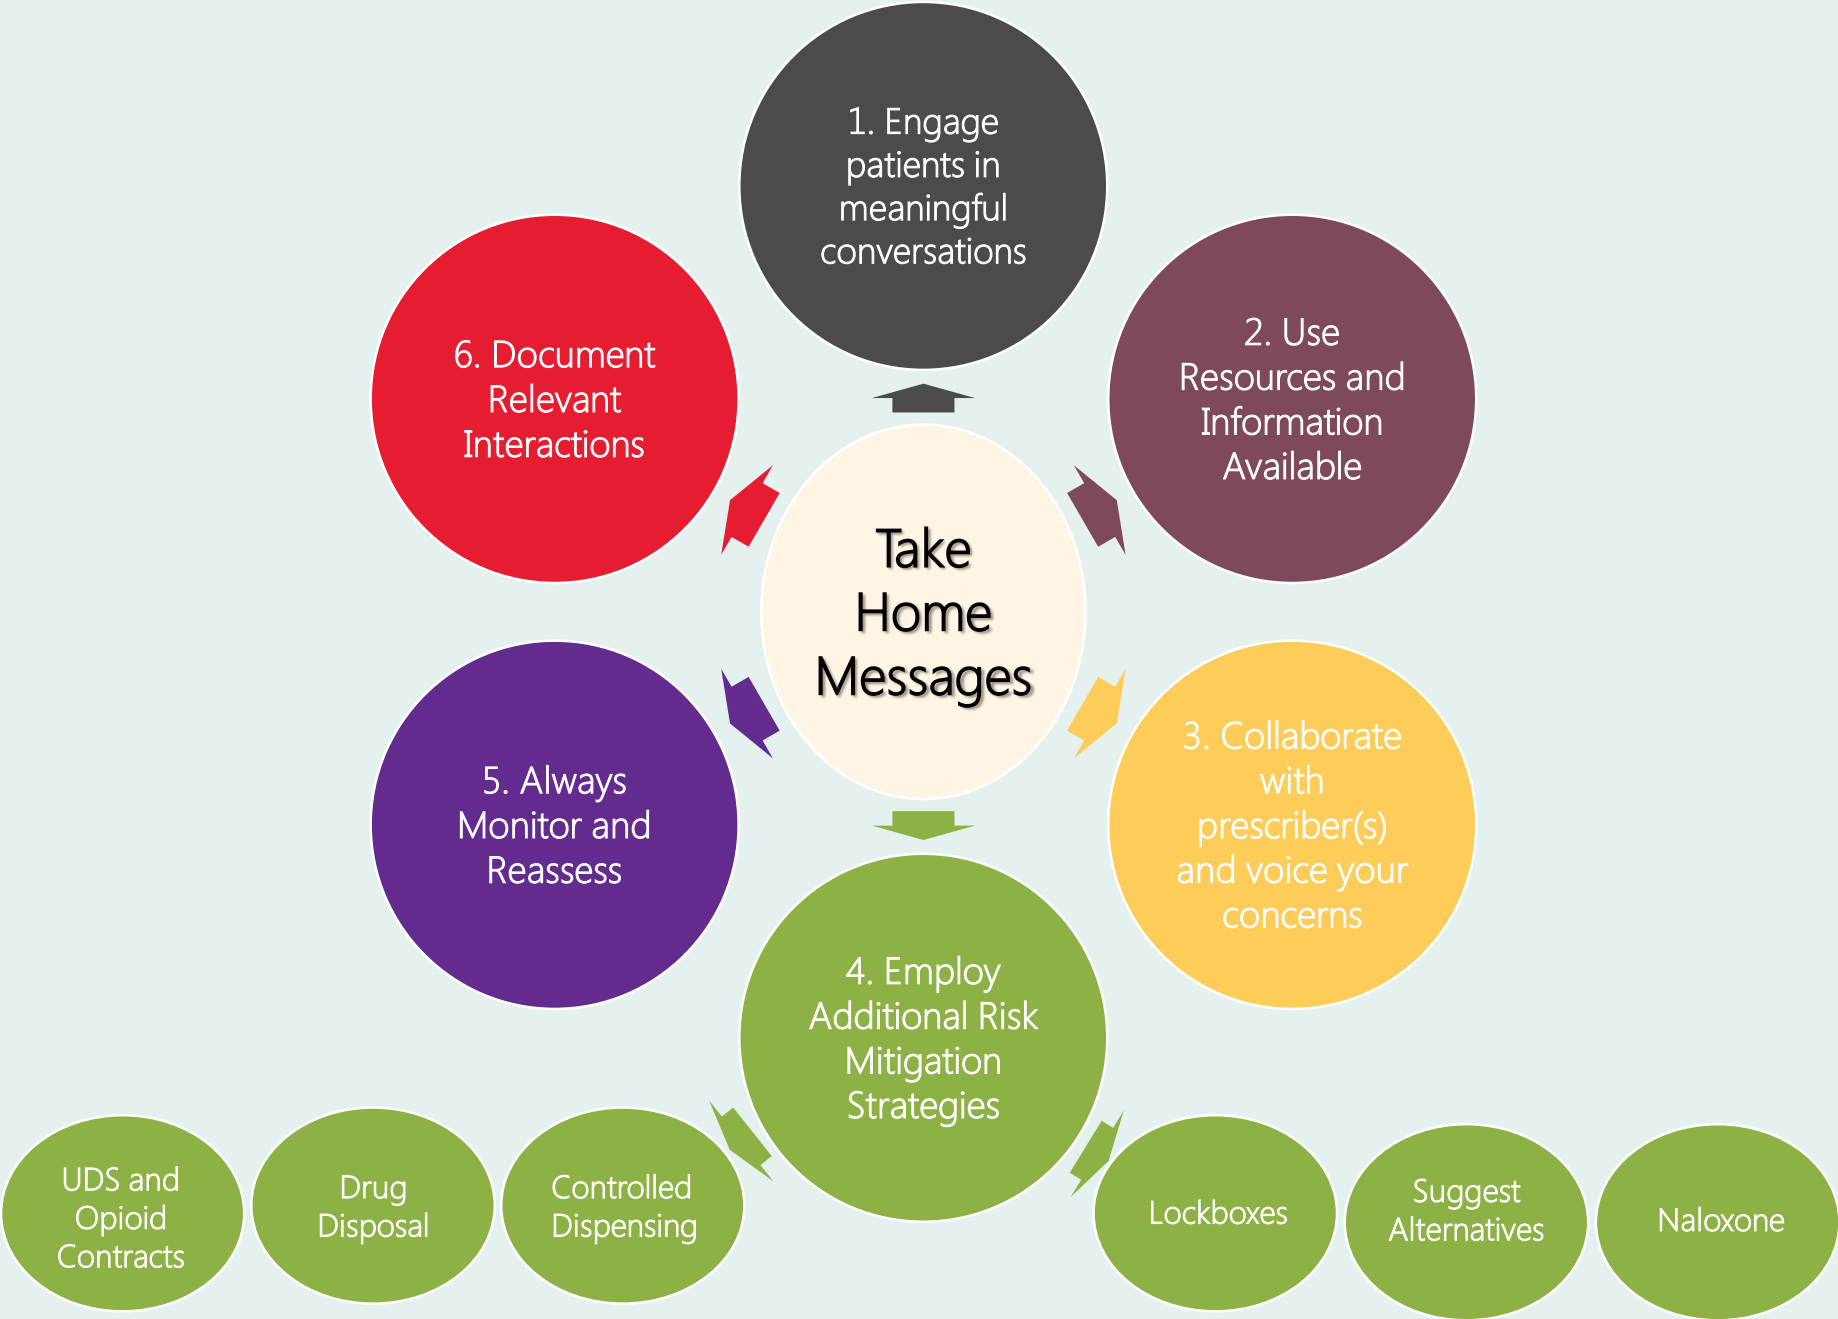 1. Engage
patients in
meaningful
conversations
2. Use
Resources and
Information
Available
3. Collaborate
with
prescriber(s)
and voice your
concerns
4. Employ
Additional Risk
Mitigation
Strategies
5. Always
Monitor and
Reassess
6. Document
Relevant
Interactions
Take
Home
Messages
UDS and
Opioid
Contracts
Drug
Disposal
Controlled
Dispensing
Lockboxes
Suggest
Alternatives
Naloxone